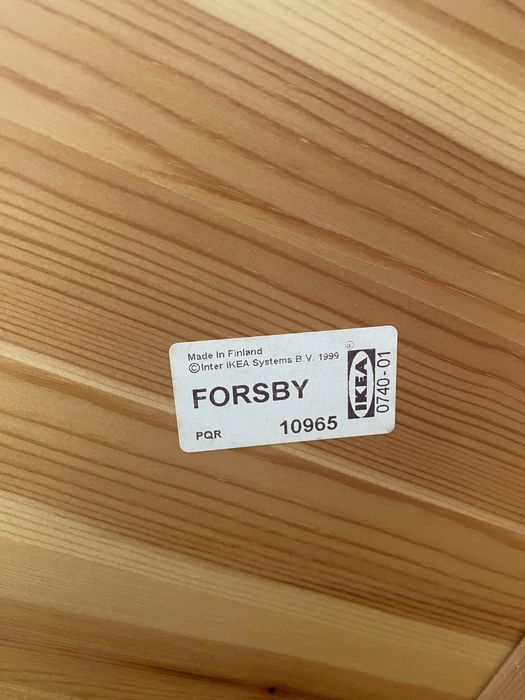 Made In Finland
©Inter IKEA Systems B.V. 1999
FORSBY
PQR 10965
®
IKEA
0740-01